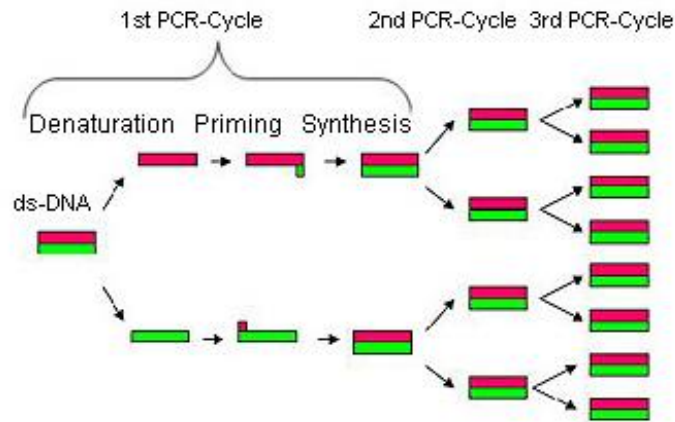 1st PCR-Cycle 2nd PCR-Cycle 3rd PCR-Cycle
Denaturation Priming Synthesis
ds-DNA